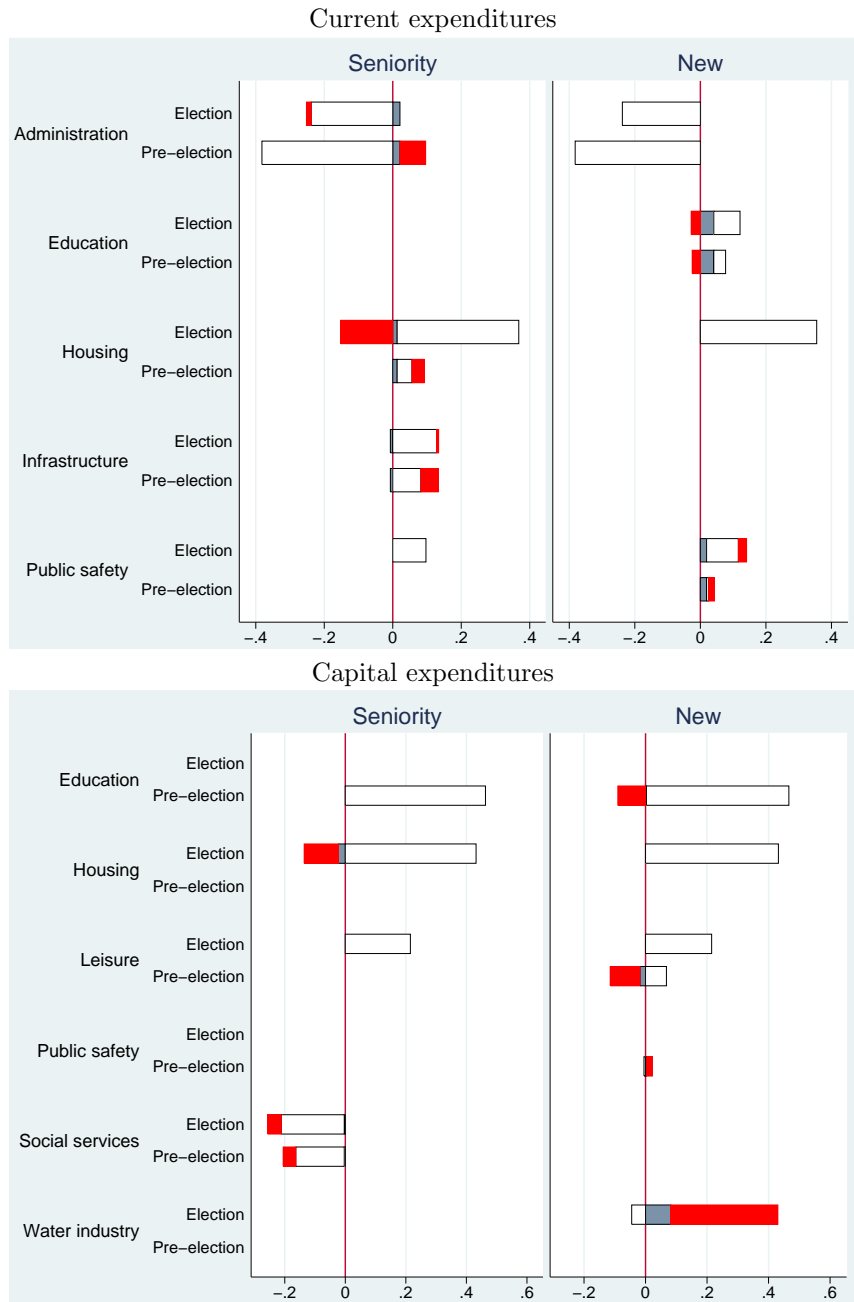 Current expenditures
Seniority New
Administration
Election
Pre−election
Education
Election
Pre−election
Housing
Election
Pre−election
Infrastructure
Election
Pre−election
Public safety
Election
Pre−election
−.4 −.2 0 .2 .4 −.4 −.2 0 .2 .4
Capital expenditures
Seniority New
Education
Election
Pre−election
Housing
Election
Pre−election
Leisure
Election
Pre−election
Public safety
Election
Pre−election
Social services
Election
Pre−election
Water industry
Election
Pre−election
−.2 0 .2 .4 .6 −.2 0 .2 .4 .6